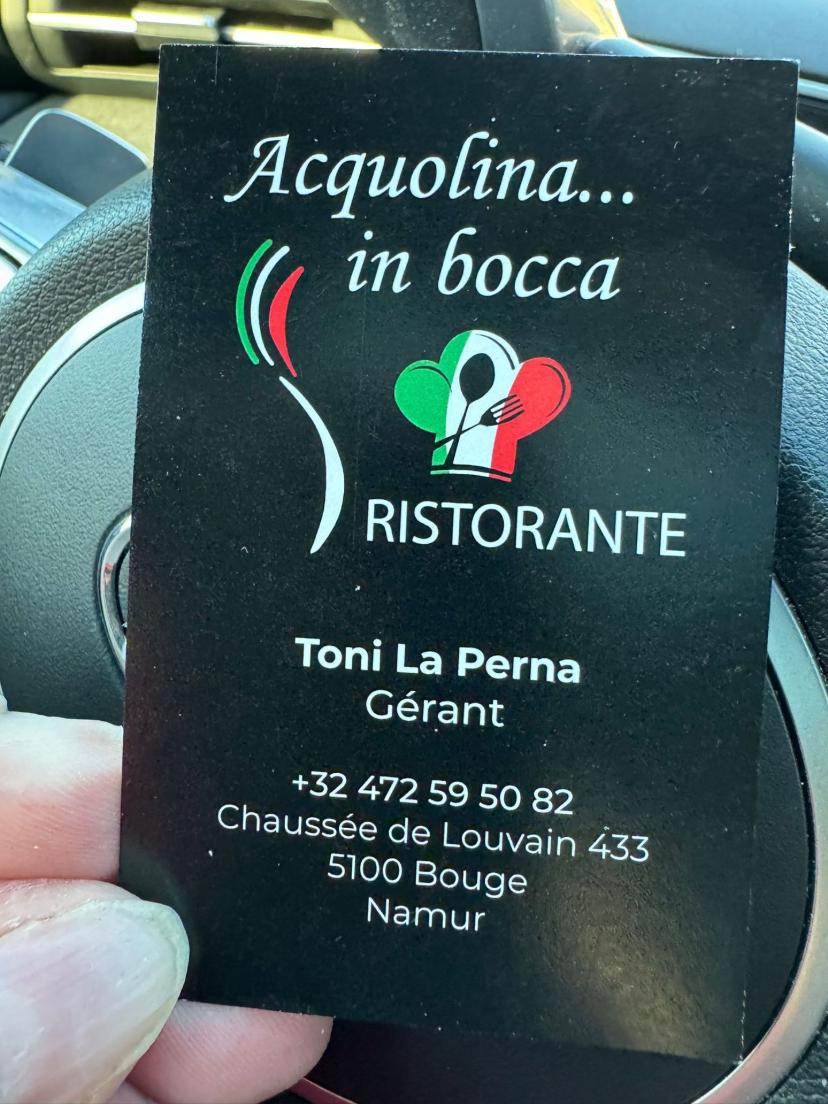 Acquolina...
in bocca
RISTORANTE
Toni La Perna
Gérant
+32 472 59 50 82
Chaussée de Louvain 433
5100 Bouge
Namur